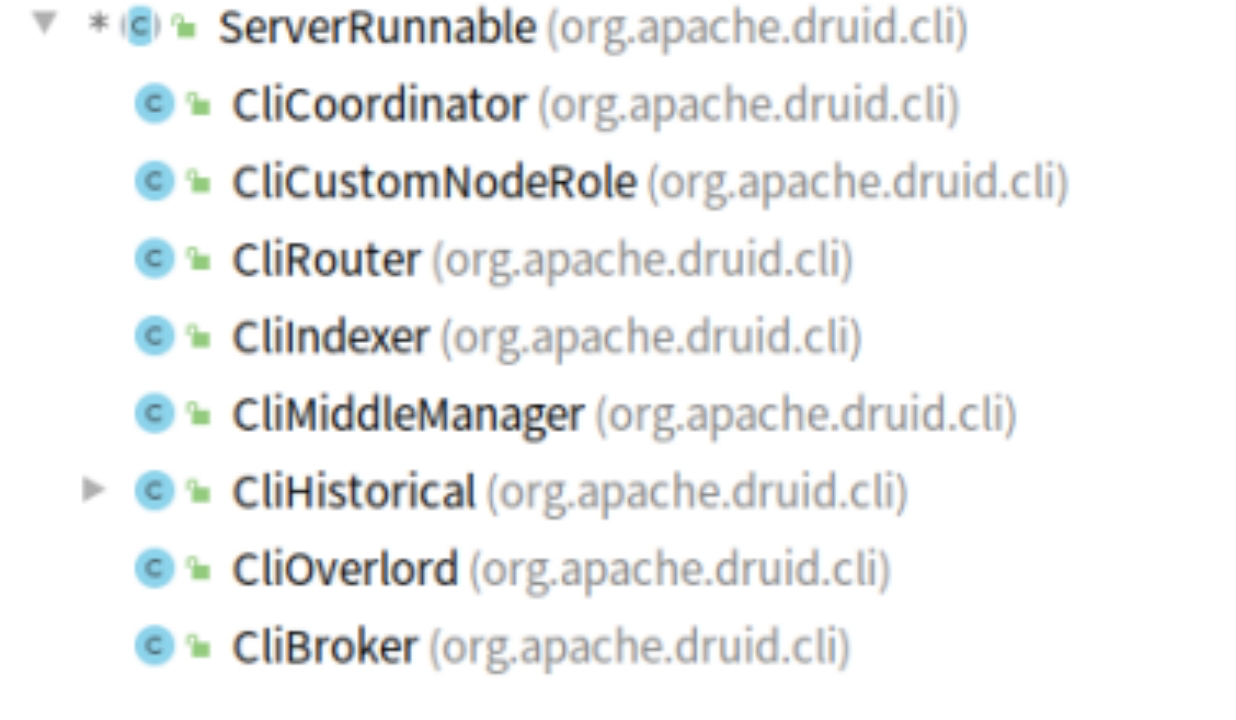 * ServerRunnable (org.apache.druid.cli)
CliCoordinator (org.apache.druid.cli)
CliCustomNodeRole (org.apache.druid.cli)
CliRouter (org.apache.druid.cli)
CliIndexer (org.apache.druid.cli)
CliMiddleManager (org.apache.druid.cli)
CliHistorical (org.apache.druid.cli)
CliOverlord (org.apache.druid.cli)
CliBroker (org.apache.druid.cli)